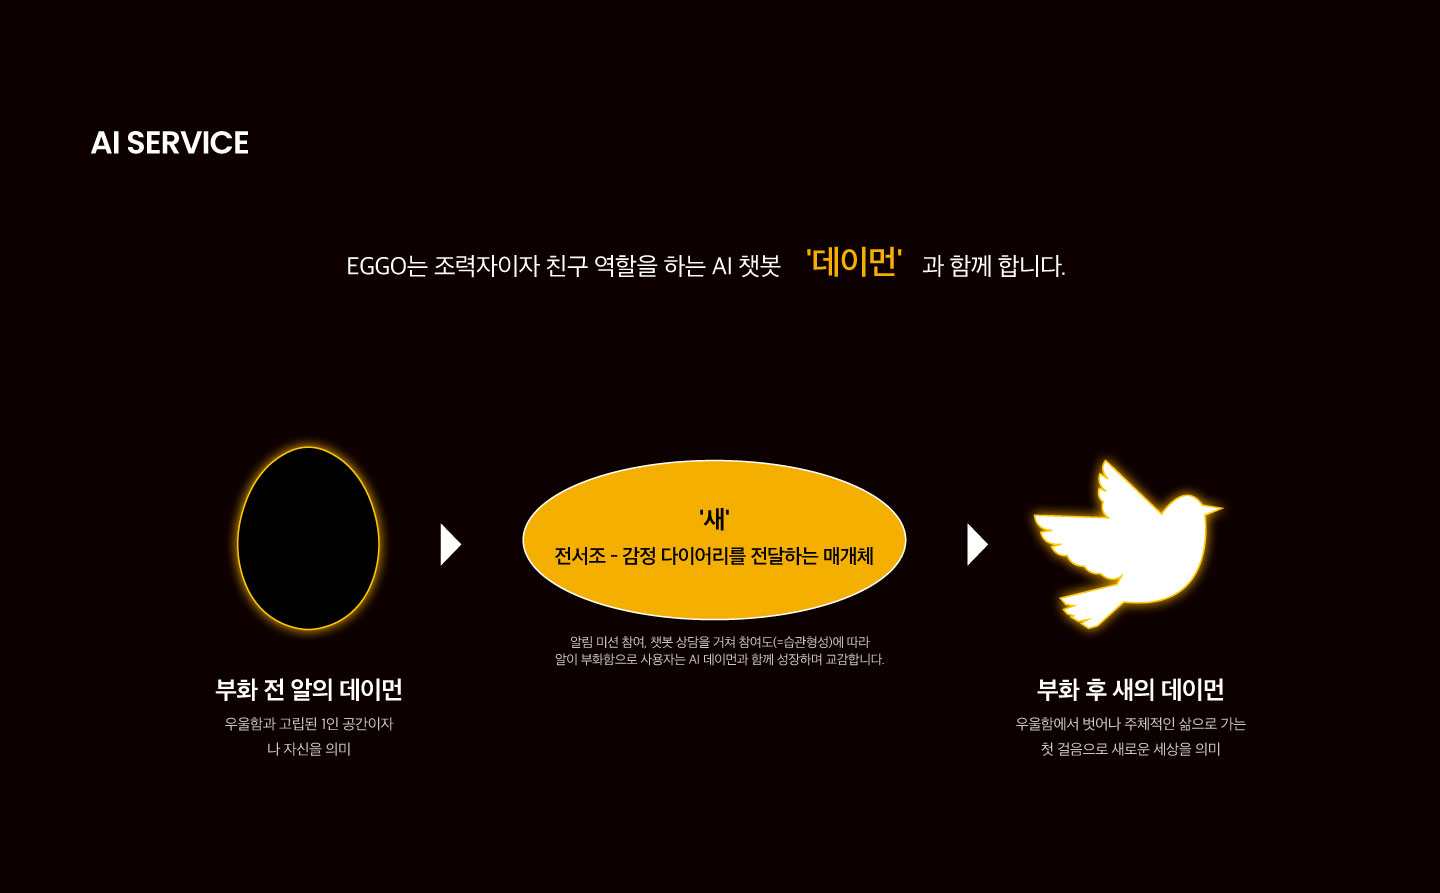 AI SERVICE
EGGO는 조력자이자 친구 역할을 하는 AI 챗봇 '데이먼' 과 함께 합니다.
'새'
전서조 - 감정 다이어리를 전달하는 매개체
알림 미션 참여, 챗봇 상담을 거쳐 참여도(=습관형성)에 따라
알이 부화함으로 사용자는 AI 데이먼과 함께 성장하며 교감합니다.
부화 전 알의 데이먼
우울함과 고립된 1인 공간이자
나 자신을 의미
부화 후 새의 데이먼
우울함에서 벗어나 주체적인 삶으로 가는
첫 걸음으로 새로운 세상을 의미